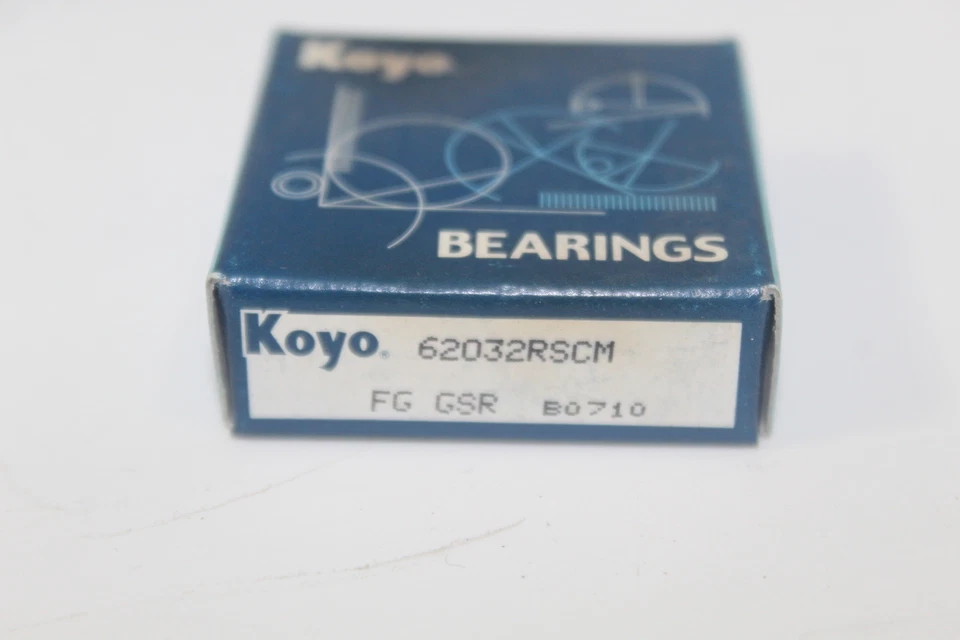 Koyo
BEARINGS
Koyo® 62032RSCM
FG GSR B0710